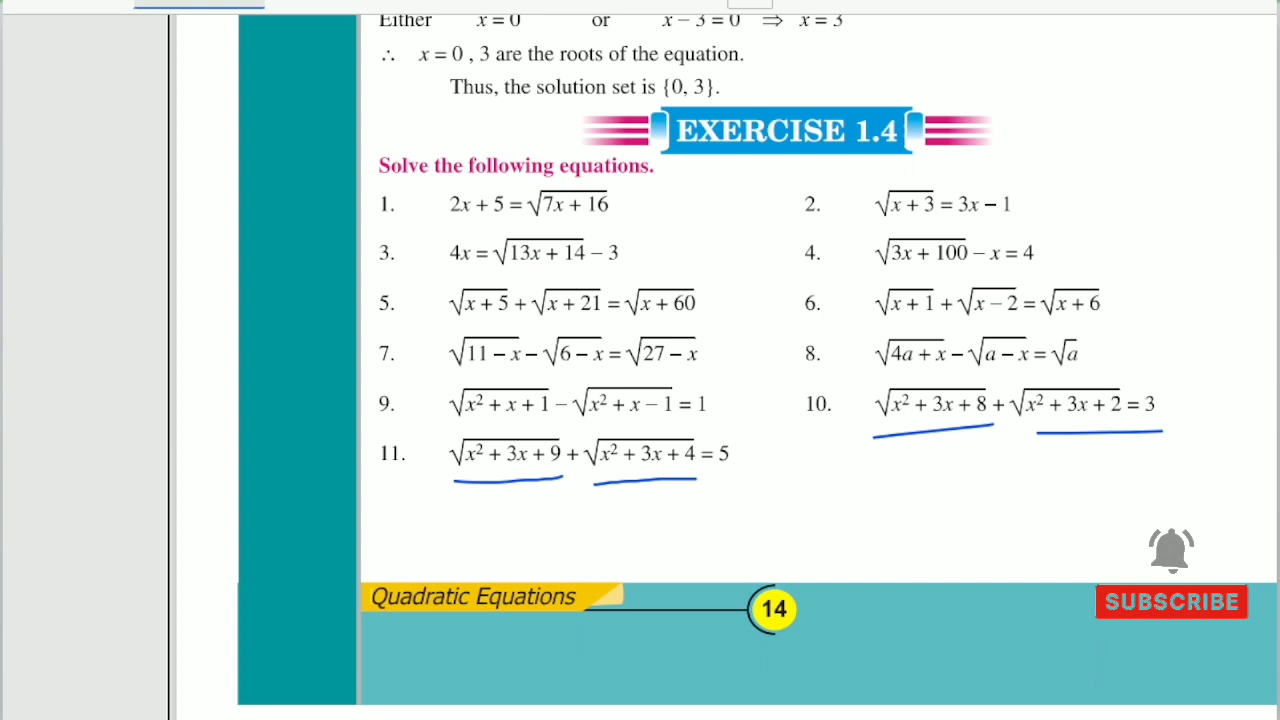 Either x = 0 or x − 3 = 0 ⇒ x = 3
∴ x = 0 , 3 are the roots of the equation.
Thus, the solution set is {0, 3}.
EXERCISE 1.4
Solve the following equations.
1. 2x + 5 = √(7x + 16) 2. √(x + 3) = 3x − 1
3. 4x = √(13x + 14) − 3 4. √(3x + 100) − x = 4
5. √(x + 5) + √(x + 21) = √(x + 60) 6. √(x + 1) + √(x − 2) = √(x + 6)
7. √(11 − x) − √(6 − x) = √(27 − x) 8. √(4a + x) − √(a − x) = √a
9. √(x² + x + 1) − √(x² + x − 1) = 1 10. √(x² + 3x + 8) + √(x² + 3x + 2) = 3
11. √(x² + 3x + 9) + √(x² + 3x + 4) = 5
Quadratic Equations 14
SUBSCRIBE